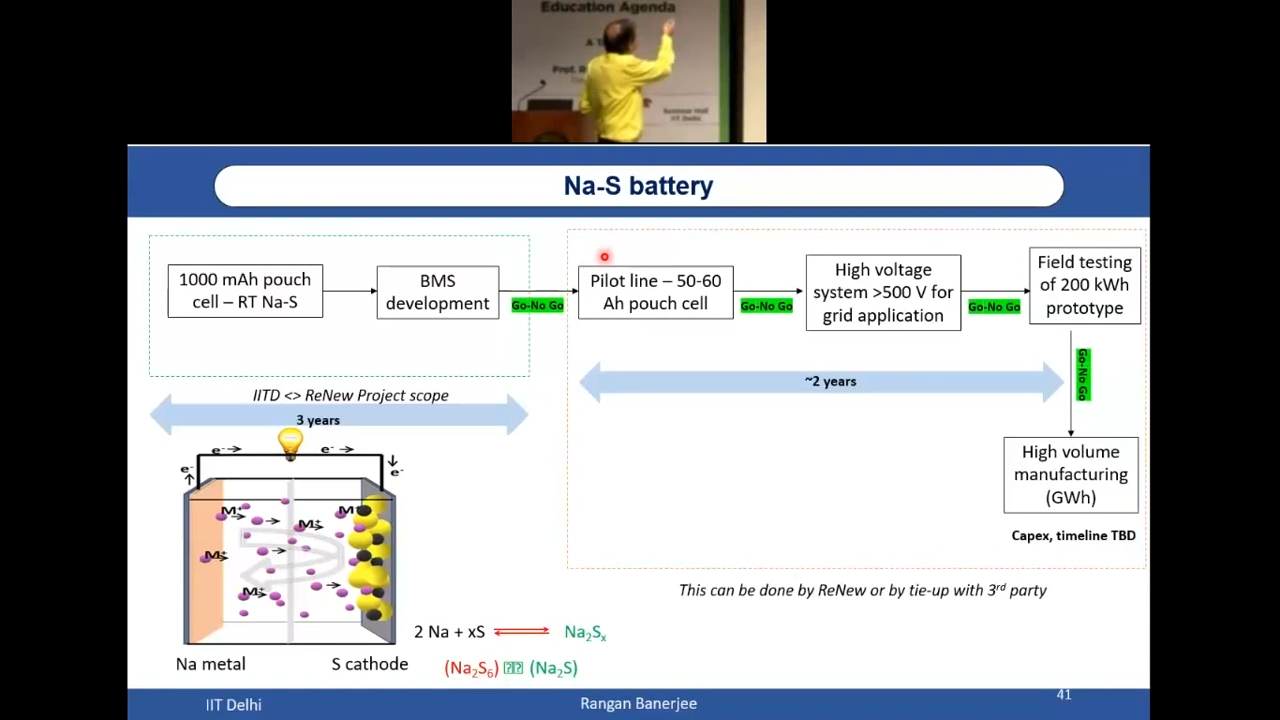 Education Agenda
Na-S battery
1000 mAh pouch
cell – RT Na-S
BMS
development
Go-No Go
Pilot line – 50-60
Ah pouch cell
Go-No Go
High voltage
system >500 V for
grid application
Go-No Go
Field testing
of 200 kWh
prototype
Go-No Go
~2 years
IITD <> ReNew Project scope
3 years
High volume
manufacturing
(GWh)
Capex, timeline TBD
This can be done by ReNew or by tie-up with 3rd party
e⁻ →
e⁻ →
e⁻
e⁻
M⁺
M⁺
M⁺
M⁺
M⁺
Na metal
S cathode
2 Na + xS ⇌ Na₂Sₓ
(Na₂S₆) (Na₂S)
IIT Delhi
Rangan Banerjee
41